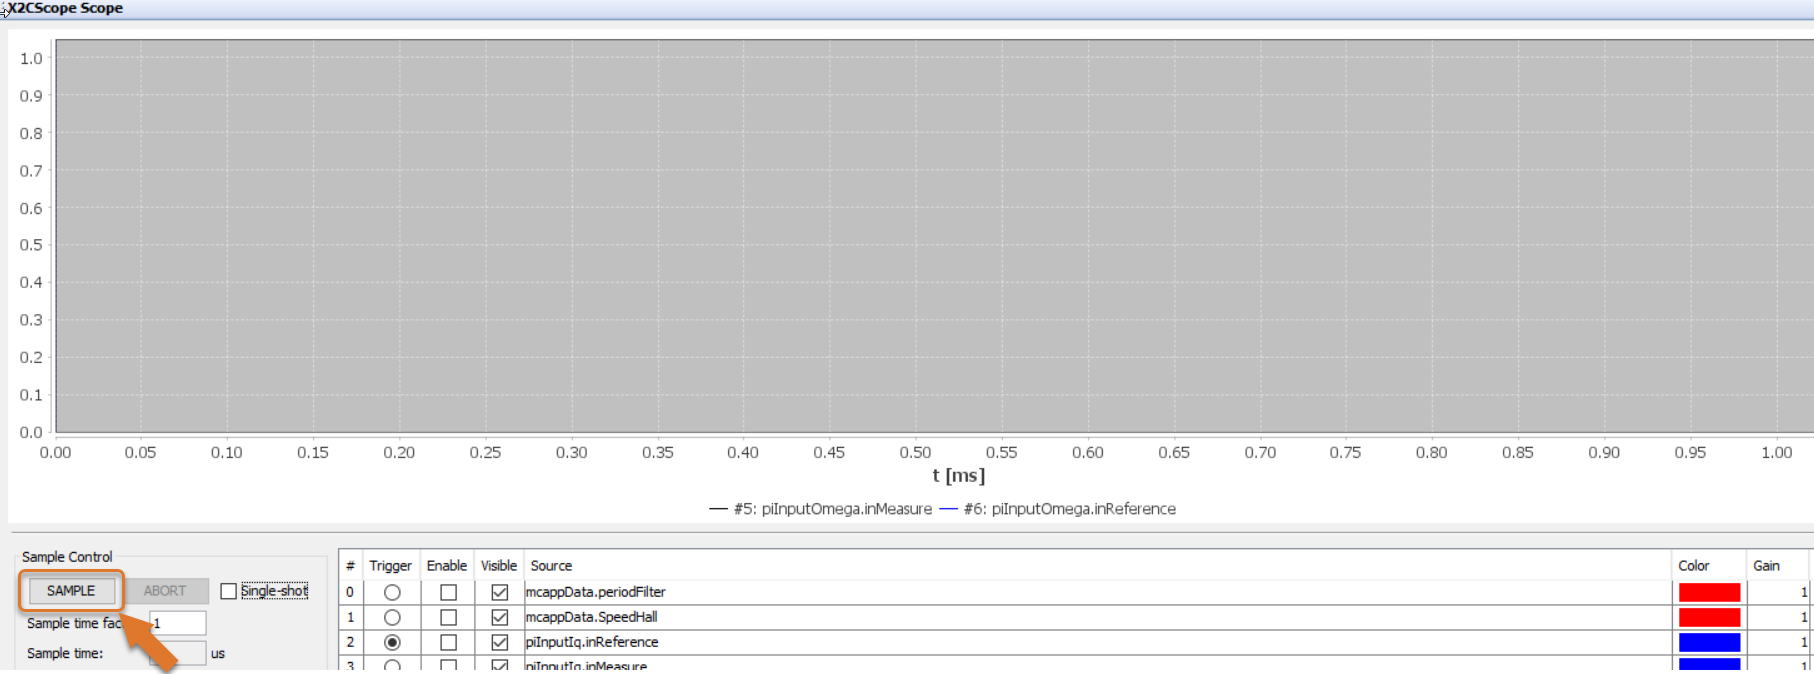 X2CScope Scope
1.0
0.9
0.8
0.7
0.6
0.5
0.4
0.3
0.2
0.1
0.0
0.00 0.05 0.10 0.15 0.20 0.25 0.30 0.35 0.40 0.45 0.50 0.55 0.60 0.65 0.70 0.75 0.80 0.85 0.90 0.95 1.00
t [ms]
#5: piInputOmega.inMeasure #6: piInputOmega.inReference
Sample Control
SAMPLE ABORT Single-shot
Sample time fac 1
Sample time: us
# Trigger Enable Visible Source Color Gain
0 mcappData.periodFilter 1
1 mcappData.SpeedHall 1
2 piInputIq.inReference 1
3 piInputIq.inMeasure 1